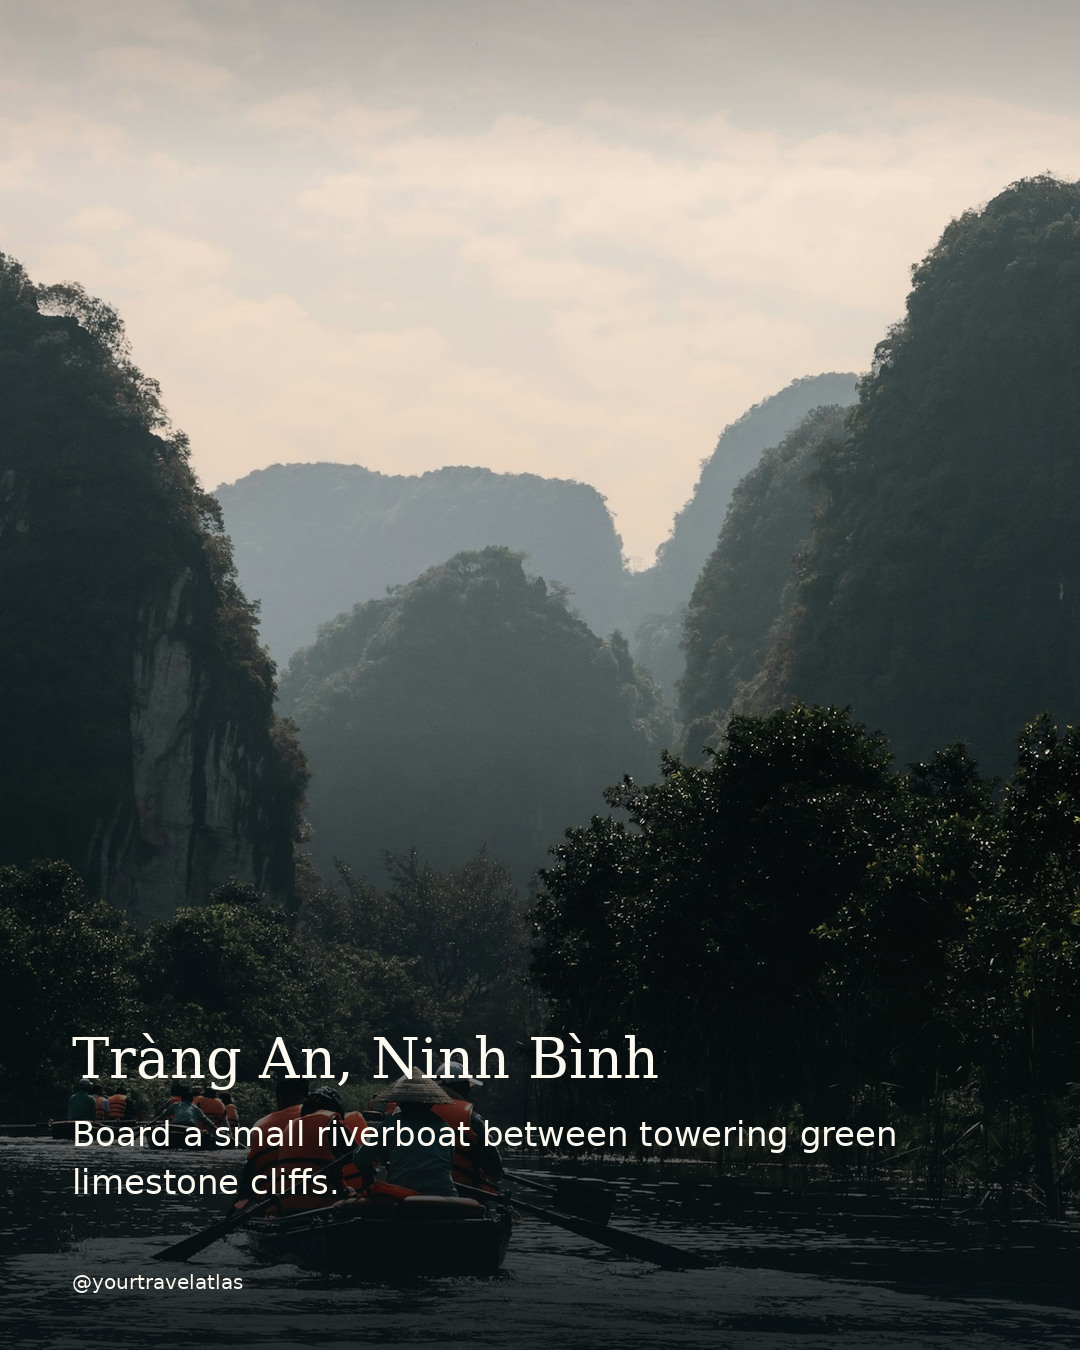 Tràng An, Ninh Bình
Board a small riverboat between towering green
limestone cliffs.
@yourtravelatlas